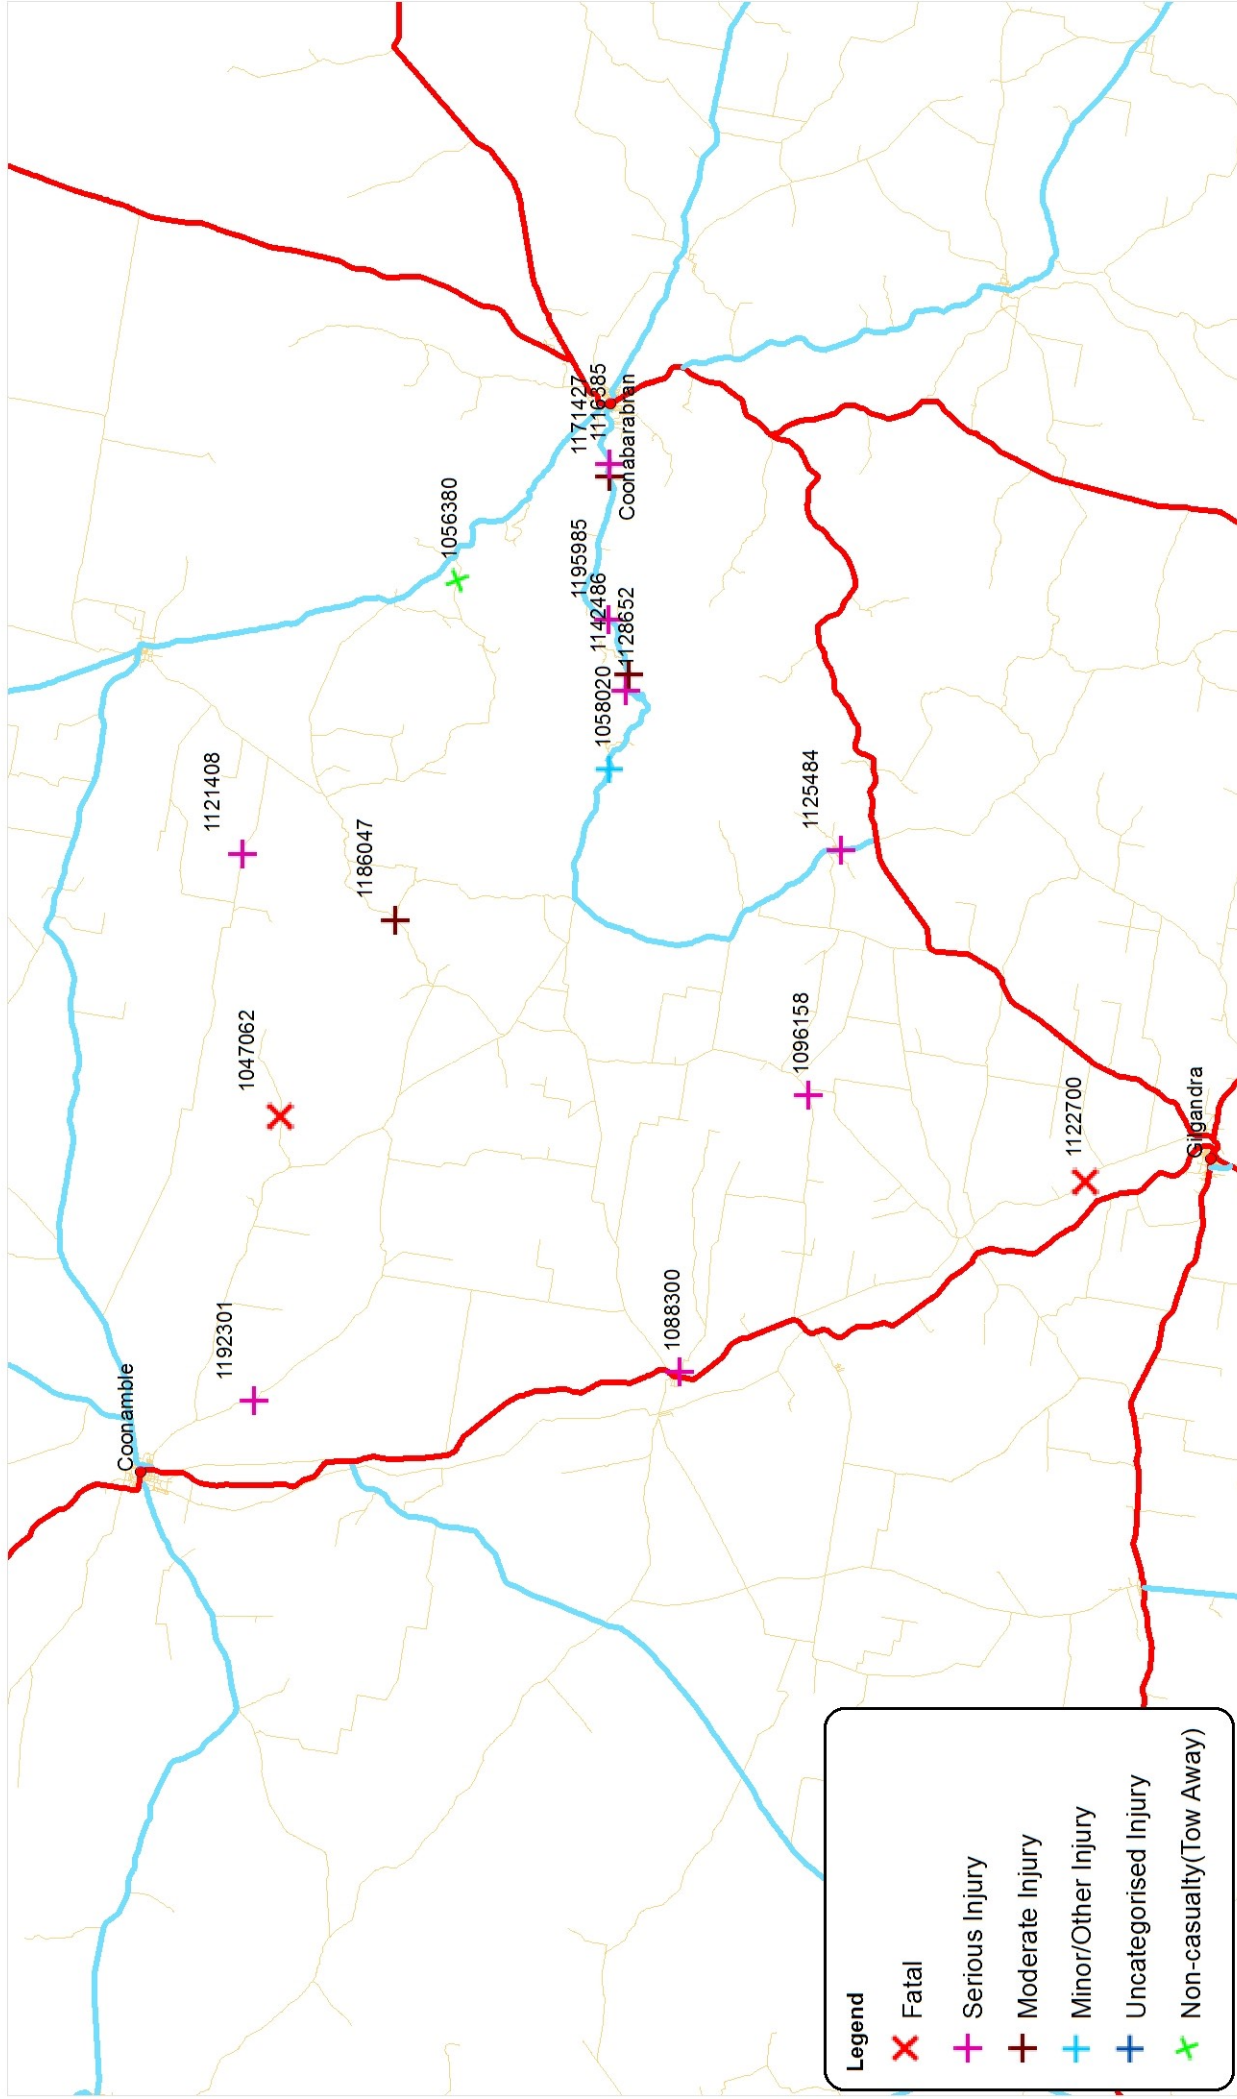 Coonamble
1121408
1192301
1047062
1186047
1056380
1171427
1195985
1116385
1142486
1058020
1128652
Coonabarabran
1088300
1096158
1125484
1122700
Gilgandra
Legend
Fatal
Serious Injury
Moderate Injury
Minor/Other Injury
Uncategorised Injury
Non-casualty(Tow Away)